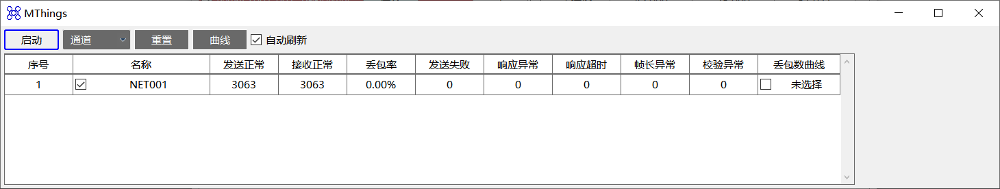 MThings
启动 通道 重置 曲线 自动刷新
序号 名称 发送正常 接收正常 丢包率 发送失败 响应异常 响应超时 帧长异常 校验异常 丢包数曲线
1 NET001 3063 3063 0.00% 0 0 0 0 0 未选择